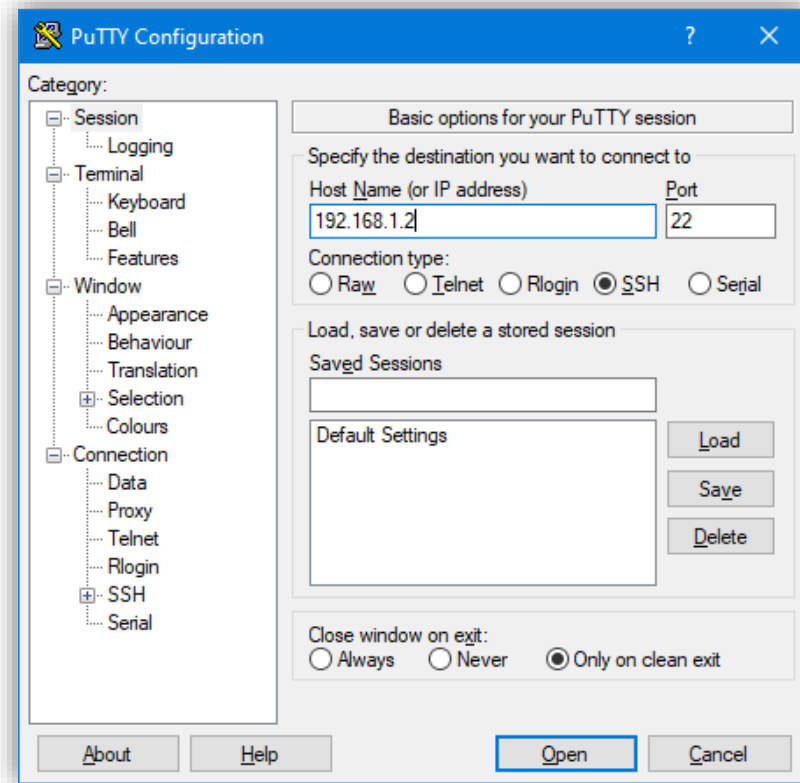 PuTTY Configuration
?
×
Category:
Session
Logging
Terminal
Keyboard
Bell
Features
Window
Appearance
Behaviour
Translation
Selection
Colours
Connection
Data
Proxy
Telnet
Rlogin
SSH
Serial
Basic options for your PuTTY session
Specify the destination you want to connect to
Host Name (or IP address) Port
192.168.1.2 22
Connection type:
Raw Telnet Rlogin SSH Serial
Load, save or delete a stored session
Saved Sessions
Default Settings
Load
Save
Delete
Close window on exit:
Always Never Only on clean exit
About Help Open Cancel